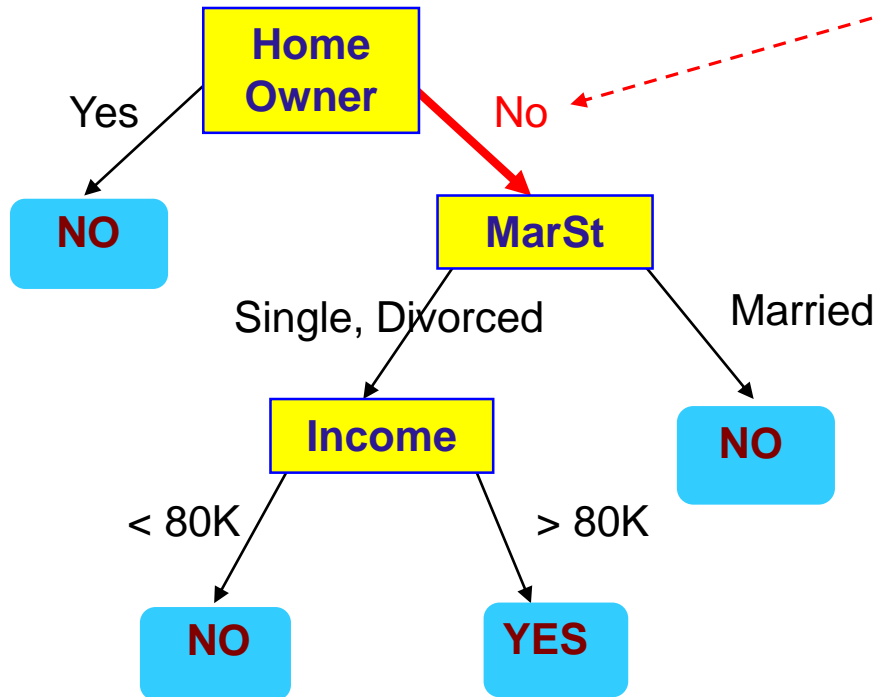 Home
Owner
Yes
No
NO
MarSt
Single, Divorced
Married
Income
NO
< 80K
> 80K
NO
YES